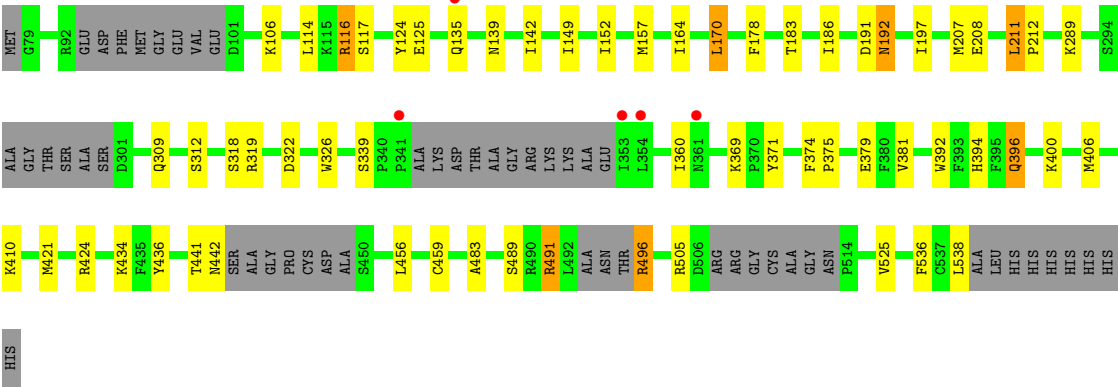 MET G79 R92 GLU ASP PHE MET GLY GLU VAL GLU D101 K106 L114 K115 R116 S117 Y124 E125 Q135 N139 I142 I149 I152 M157 I164 L170 F178 T183 I186 D191 N192 I197 M207 E208 L211 P212 K289 S294
ALA GLY THR SER ALA SER D301 Q309 S312 S318 R319 D322 W326 S339 P340 P341 ALA LYS ASP THR ALA GLY ARG LYS LYS ALA GLU I353 L354 I360 N361 K369 P370 Y371 F374 P375 E379 F380 V381 W392 F393 H394 F395 Q396 K400 M406
K410 M421 R424 K434 F435 Y436 T441 N442 SER ALA GLY PRO CYS ASP ALA S450 L456 C459 A483 S489 R490 R491 L492 ALA ASN THR R496 R505 D506 ARG ARG GLY CYS ALA GLY ASN P514 V525 F536 C537 L538 ALA LEU HIS HIS HIS HIS HIS HIS
HIS